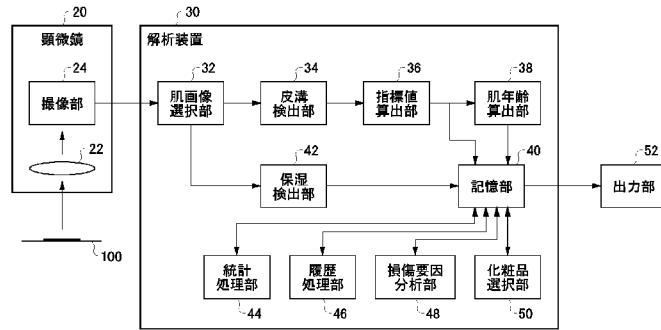 20
顕微鏡
24
撮像部
22
100
30
解析装置
32
肌画像
選択部
34
皮溝
検出部
36
指標値
算出部
38
肌年齢
算出部
42
保湿
検出部
40
記憶部
52
出力部
統計
処理部
44
履歴
処理部
46
損傷要因
分析部
48
化粧品
選択部
50